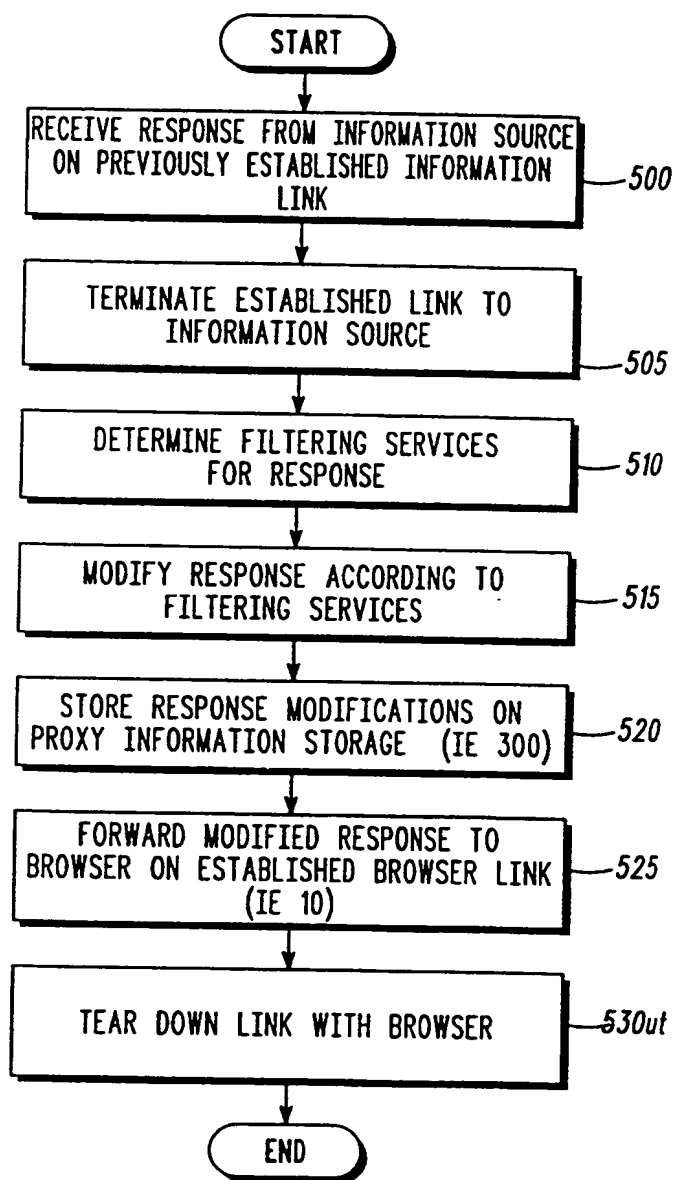 START
RECEIVE RESPONSE FROM INFORMATION SOURCE
ON PREVIOUSLY ESTABLISHED INFORMATION
LINK
500
TERMINATE ESTABLISHED LINK TO
INFORMATION SOURCE
505
DETERMINE FILTERING SERVICES
FOR RESPONSE
510
MODIFY RESPONSE ACCORDING TO
FILTERING SERVICES
515
STORE RESPONSE MODIFICATIONS ON
PROXY INFORMATION STORAGE (IE 300)
520
FORWARD MODIFIED RESPONSE TO
BROWSER ON ESTABLISHED BROWSER LINK
(IE 10)
525
TEAR DOWN LINK WITH BROWSER
530ut
END